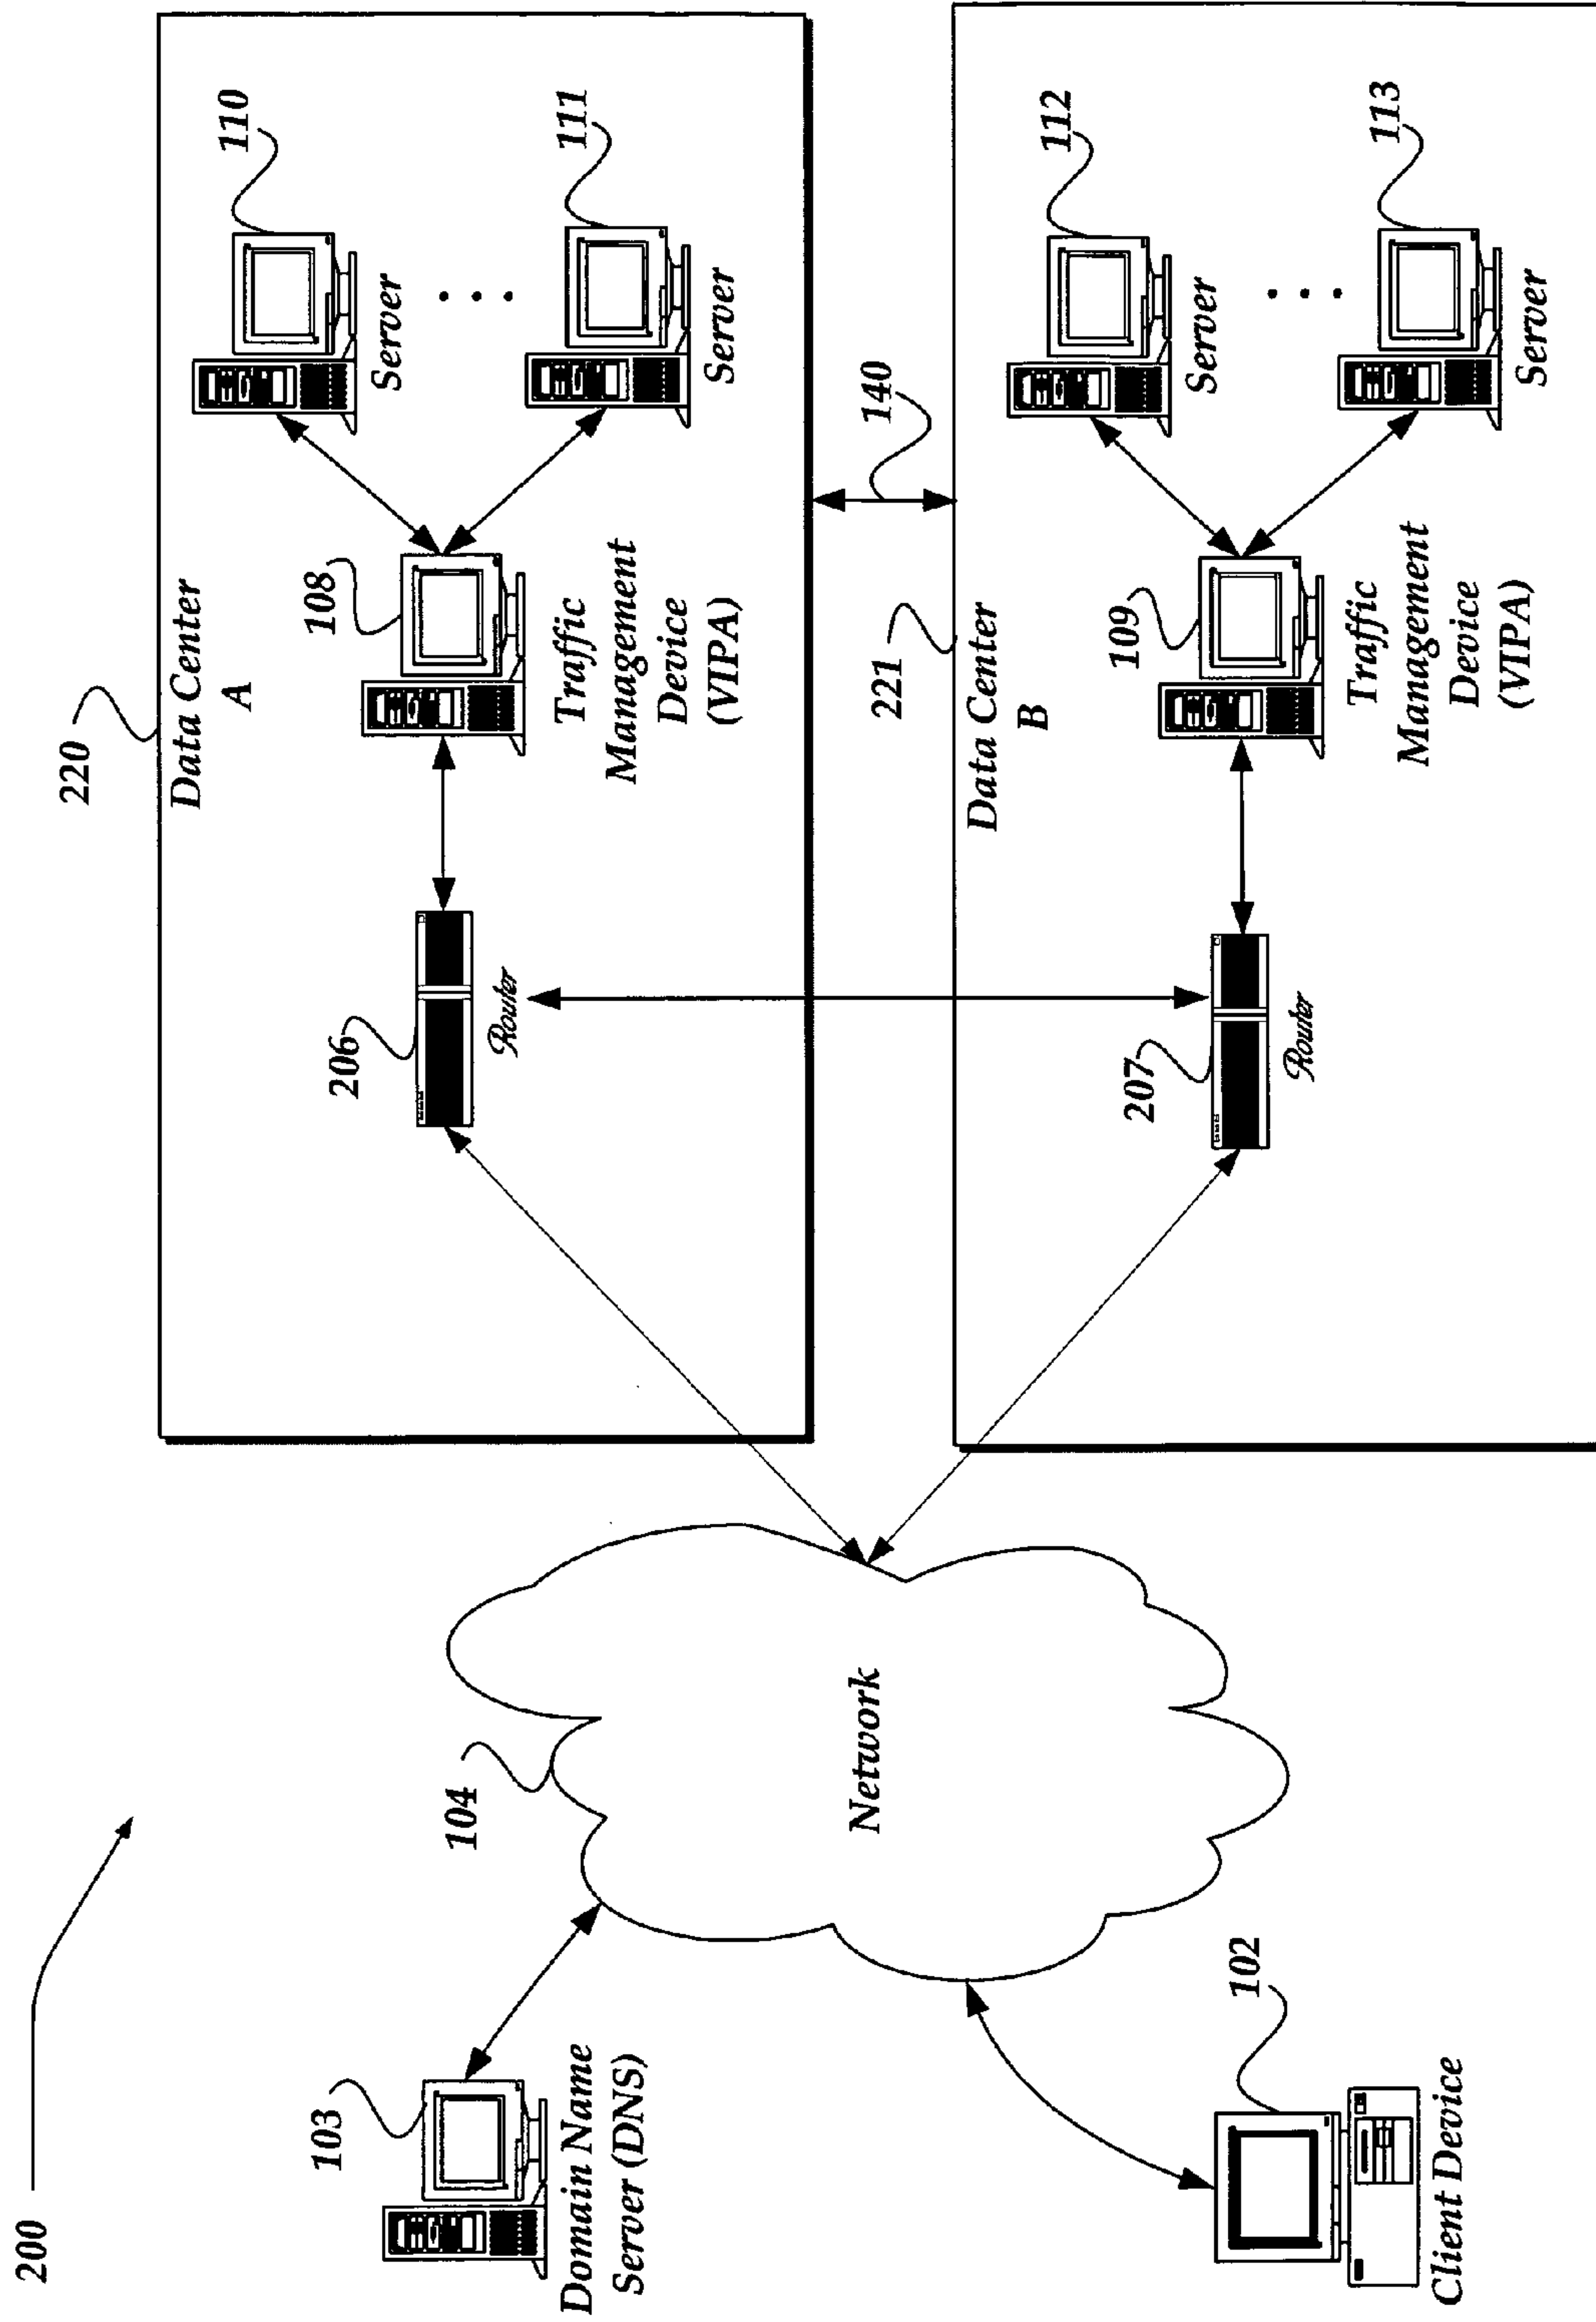 200
220
Data Center
A
110
Server
111
Server
108
Traffic
Management
Device
(VIPA)
206
Router
140
221
Data Center
B
112
Server
113
Server
109
Traffic
Management
Device
(VIPA)
207
Router
104
Network
103
Domain Name
Server (DNS)
102
Client Device